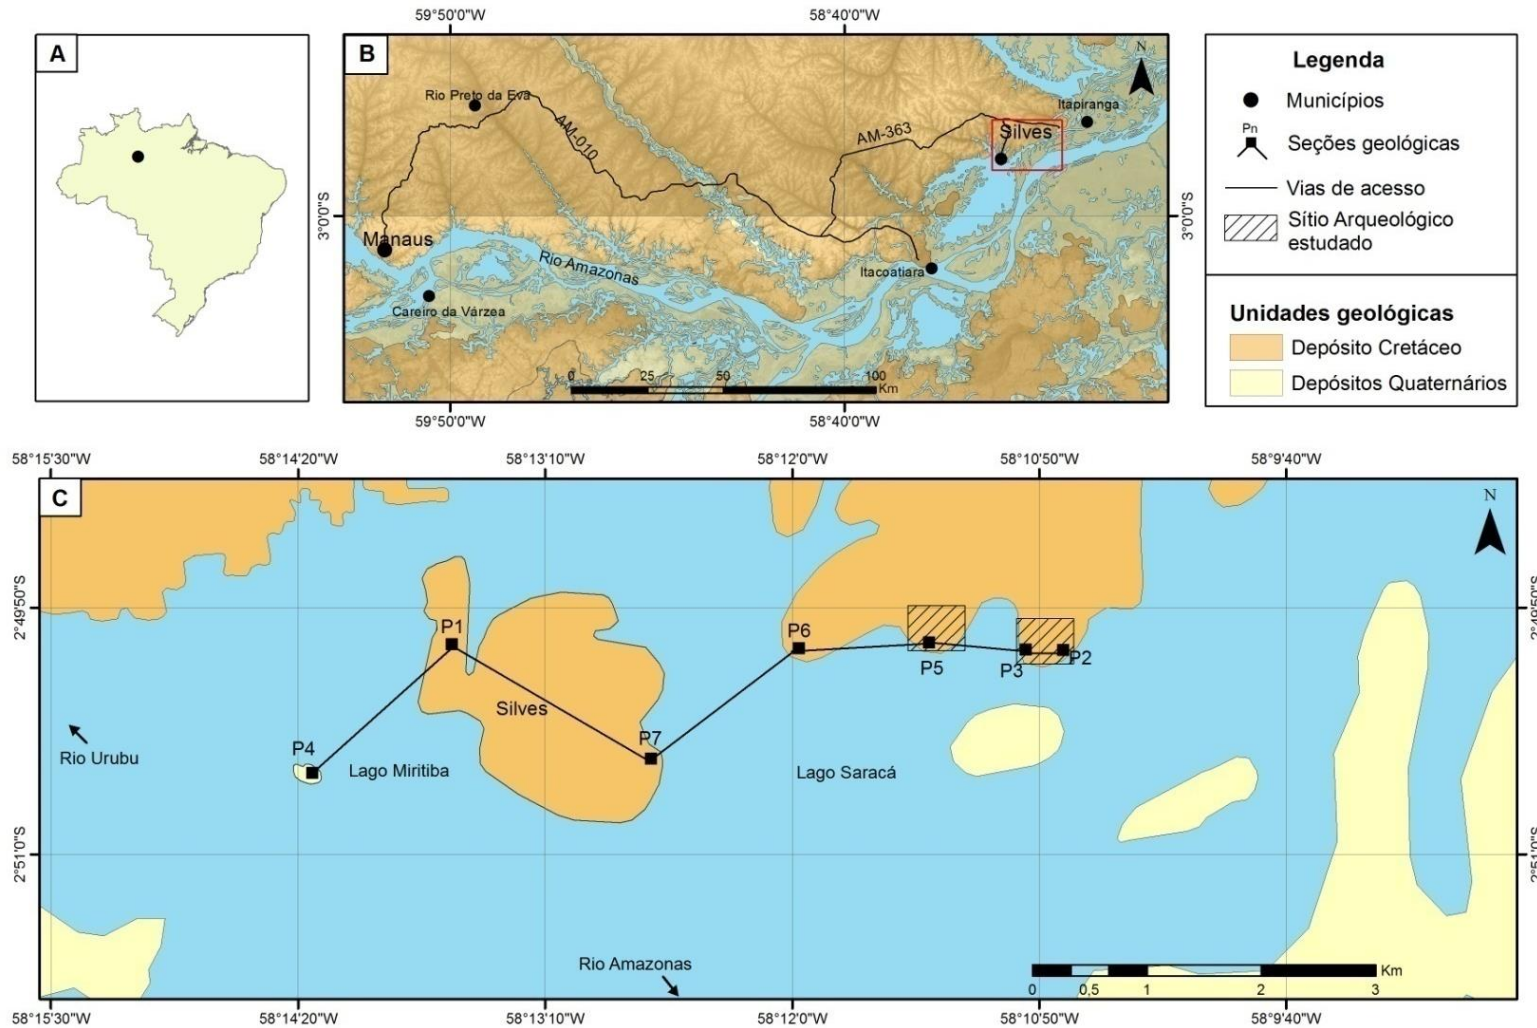 A
59°50'0"W
58°40'0"W
B
N
Rio Preto da Eva
AM-010
AM-363
Itapiranga
Silves
3°0'0"S
3°0'0"S
Manaus
Rio Amazonas
Itacoatiara
Careiro da Várzea
0 25 50 100
Km
59°50'0"W
58°40'0"W
Legenda
Municípios
Pn
Seções geológicas
Vias de acesso
Sítio Arqueológico
estudado
Unidades geológicas
Depósito Cretáceo
Depósitos Quaternários
58°15'30"W 58°14'20"W 58°13'10"W 58°12'0"W 58°10'50"W 58°9'40"W
C
N
2°49'50"S
2°49'50"S
P1
P6
P5
P3
P2
Silves
P7
P4
Rio Urubu
Lago Miritiba
Lago Saracá
2°51'0"S
2°51'0"S
Rio Amazonas
Km
0 0,5 1 2 3
58°15'30"W 58°14'20"W 58°13'10"W 58°12'0"W 58°10'50"W 58°9'40"W